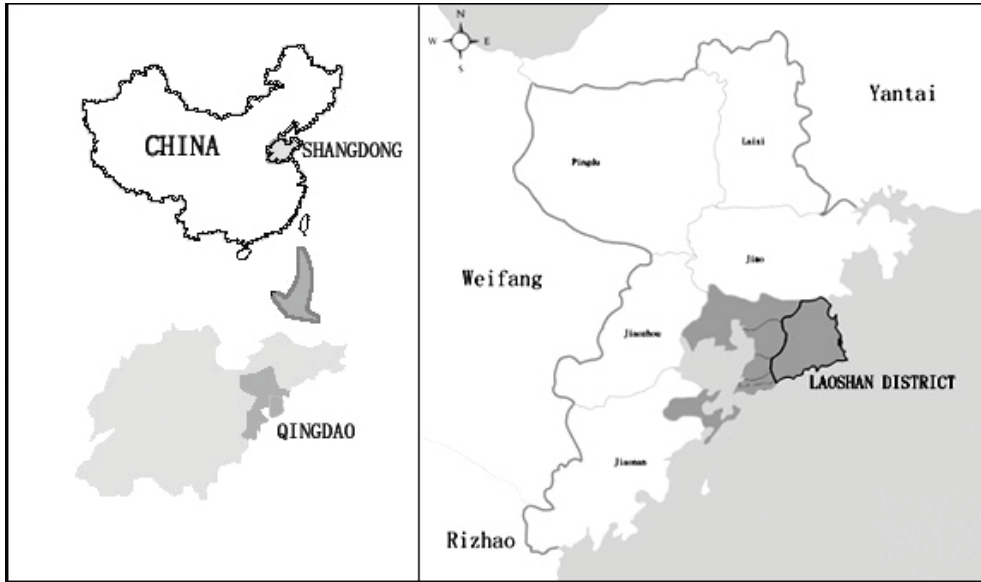 CHINA
SHANGDONG
QINGDAO
N
W E
S
Yantai
Laixi
Pingdu
Jimo
Weifang
Jiaozhou
LAOSHAN DISTRICT
Jiaonan
Rizhao